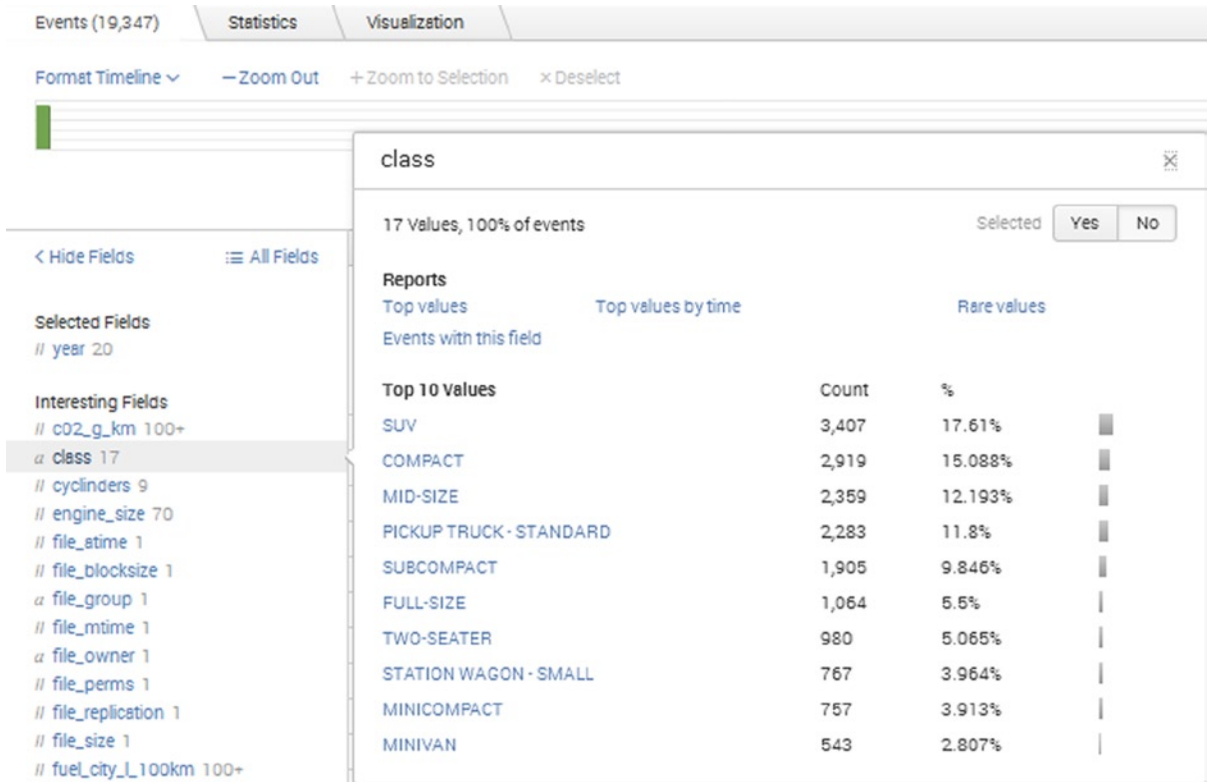 Events (19,347) Statistics Visualization
Format Timeline — Zoom Out + Zoom to Selection × Deselect
class
17 Values, 100% of events Selected Yes No
< Hide Fields All Fields
Reports
Top values Top values by time Rare values
Events with this field
Selected Fields
// year 20
Interesting Fields
// c02_g_km 100+
a class 17
// cyclinders 9
// engine_size 70
// file_atime 1
// file_blocksize 1
a file_group 1
// file_mtime 1
a file_owner 1
// file_perms 1
// file_replication 1
// file_size 1
// fuel_city_l_100km 100+
Top 10 Values Count %
SUV 3,407 17.61%
COMPACT 2,919 15.088%
MID-SIZE 2,359 12.193%
PICKUP TRUCK - STANDARD 2,283 11.8%
SUBCOMPACT 1,905 9.846%
FULL-SIZE 1,064 5.5%
TWO-SEATER 980 5.065%
STATION WAGON - SMALL 767 3.964%
MINICOMPACT 757 3.913%
MINIVAN 543 2.807%